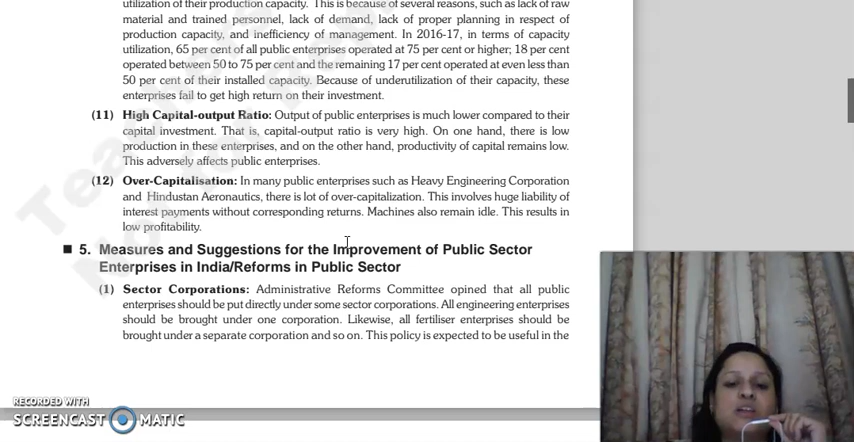 utilization of their production capacity. This is because of several reasons, such as lack of raw
material and trained personnel, lack of demand, lack of proper planning in respect of
production capacity, and inefficiency of management. In 2016-17, in terms of capacity
utilization, 65 per cent of all public enterprises operated at 75 per cent or higher; 18 per cent
operated between 50 to 75 per cent and the remaining 17 per cent operated at even less than
50 per cent of their installed capacity. Because of underutilization of their capacity, these
enterprises fail to get high return on their investment.
(11) High Capital-output Ratio: Output of public enterprises is much lower compared to their
capital investment. That is, capital-output ratio is very high. On one hand, there is low
production in these enterprises, and on the other hand, productivity of capital remains low.
This adversely affects public enterprises.
(12) Over-Capitalisation: In many public enterprises such as Heavy Engineering Corporation
and Hindustan Aeronautics, there is lot of over-capitalization. This involves huge liability of
interest payments without corresponding returns. Machines also remain idle. This results in
low profitability.
■ 5. Measures and Suggestions for the Improvement of Public Sector
Enterprises in India/Reforms in Public Sector
(1) Sector Corporations: Administrative Reforms Committee opined that all public
enterprises should be put directly under some sector corporations. All engineering enterprises
should be brought under one corporation. Likewise, all fertiliser enterprises should be
brought under a separate corporation and so on. This policy is expected to be useful in the
RECORDED WITH
SCREENCAST MATIC